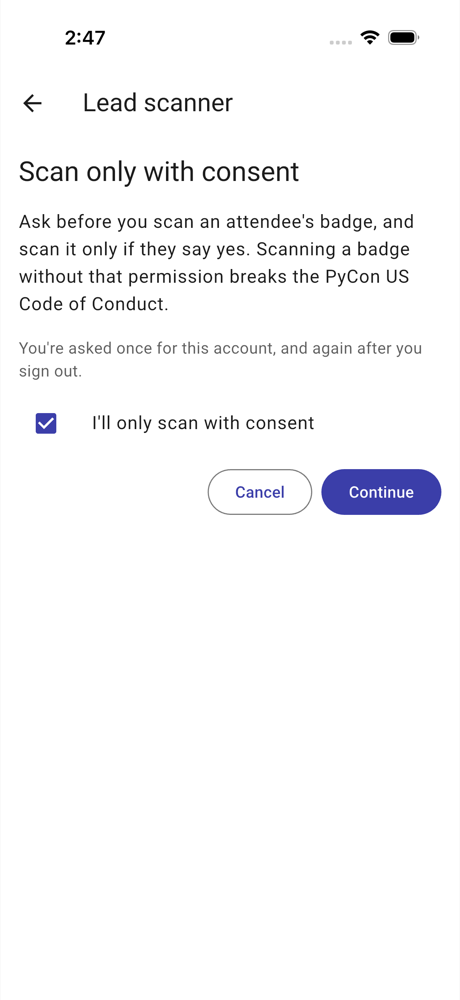 2:47
Lead scanner
Scan only with consent
Ask before you scan an attendee's badge, and
scan it only if they say yes. Scanning a badge
without that permission breaks the PyCon US
Code of Conduct.
You're asked once for this account, and again after you
sign out.
I'll only scan with consent
Cancel
Continue